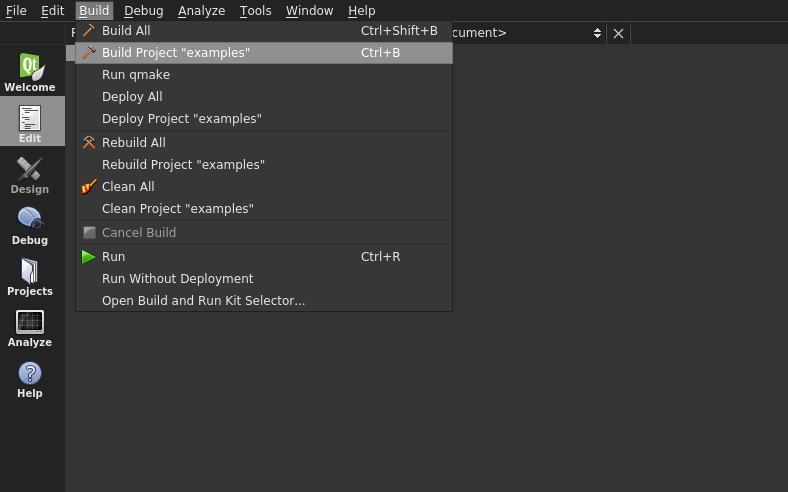 File Edit Build Debug Analyze Tools Window Help
Build All Ctrl+Shift+B
cument>
Build Project "examples" Ctrl+B
Run qmake
Deploy All
Deploy Project "examples"
Rebuild All
Rebuild Project "examples"
Clean All
Clean Project "examples"
Cancel Build
Run Ctrl+R
Run Without Deployment
Open Build and Run Kit Selector...
Qt
Welcome
Edit
Design
Debug
Projects
Analyze
Help